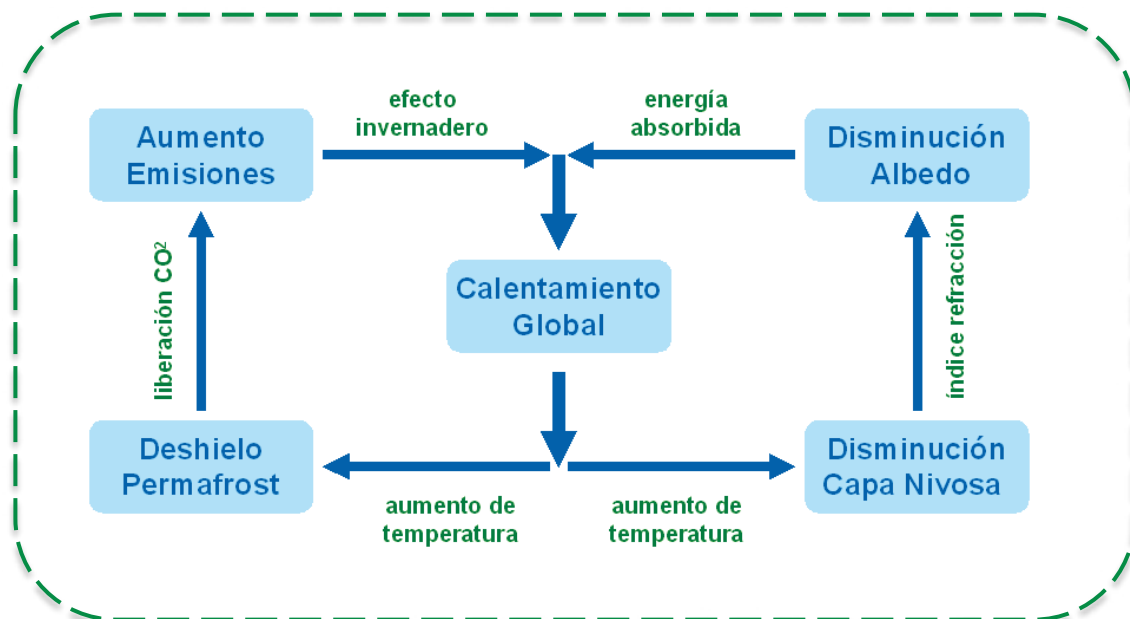 efecto
invernadero
energía
absorbida
Aumento
Emisiones
Disminución
Albedo
liberación CO²
Calentamiento
Global
índice refracción
Deshielo
Permafrost
Disminución
Capa Nivosa
aumento de
temperatura
aumento de
temperatura